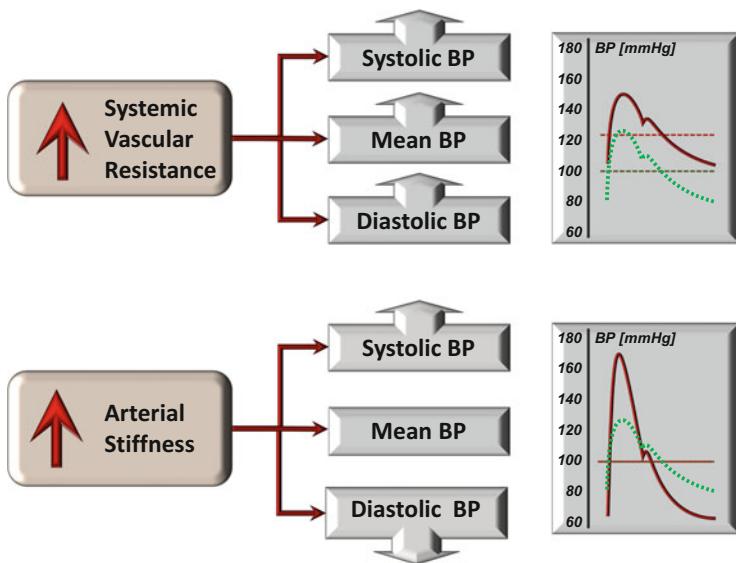 Systemic
Vascular
Resistance
Systolic BP
Mean BP
Diastolic BP
BP [mmHg]
180
160
140
120
100
80
60
Arterial
Stiffness
Systolic BP
Mean BP
Diastolic BP
BP [mmHg]
180
160
140
120
100
80
60